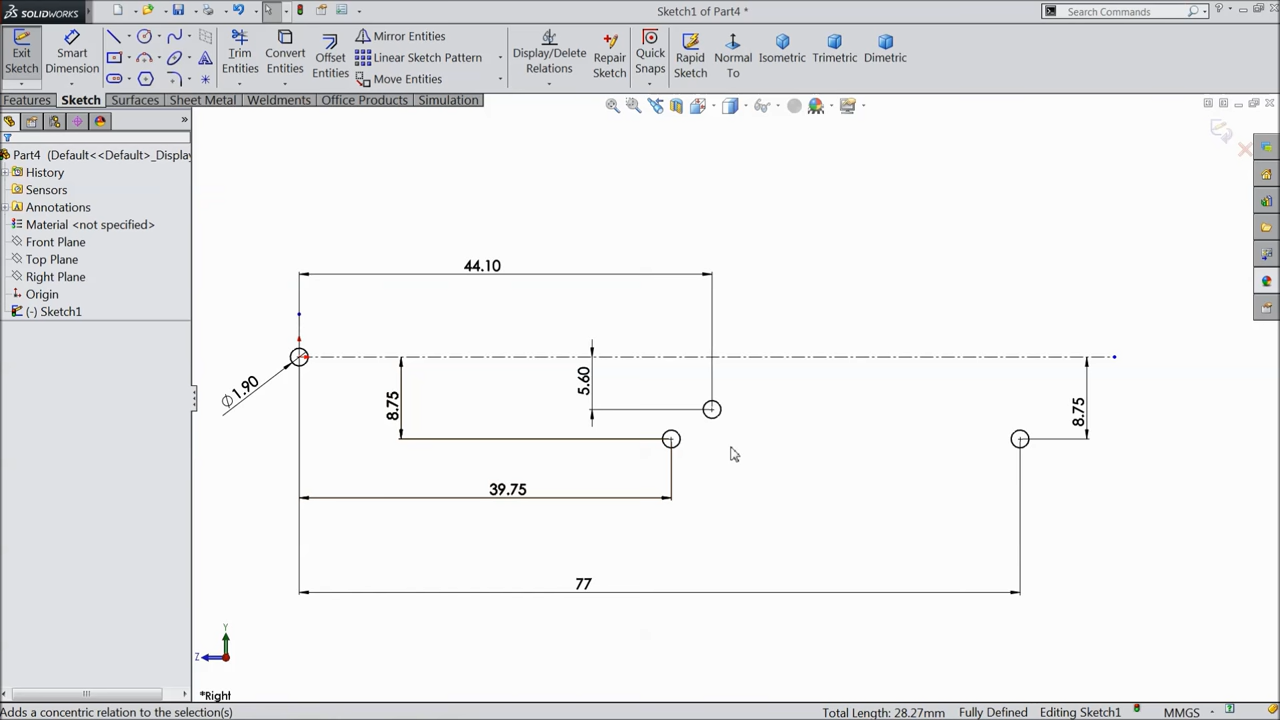 SOLIDWORKS
Sketch1 of Part4 *
Search Commands
Exit Sketch
Smart Dimension
Trim Entities
Convert Entities
Offset Entities
Mirror Entities
Linear Sketch Pattern
Move Entities
Display/Delete Relations
Repair Sketch
Quick Snaps
Rapid Sketch
Normal To
Isometric
Trimetric
Dimetric
Features
Sketch
Surfaces
Sheet Metal
Weldments
Office Products
Simulation
Part4 (Default<<Default>_Display
History
Sensors
Annotations
Material <not specified>
Front Plane
Top Plane
Right Plane
Origin
(-) Sketch1
44.10
∅1.90
8.75
5.60
8.75
39.75
77
Y
Z
*Right
Adds a concentric relation to the selection(s)
Total Length: 28.27mm
Fully Defined
Editing Sketch1
MMGS